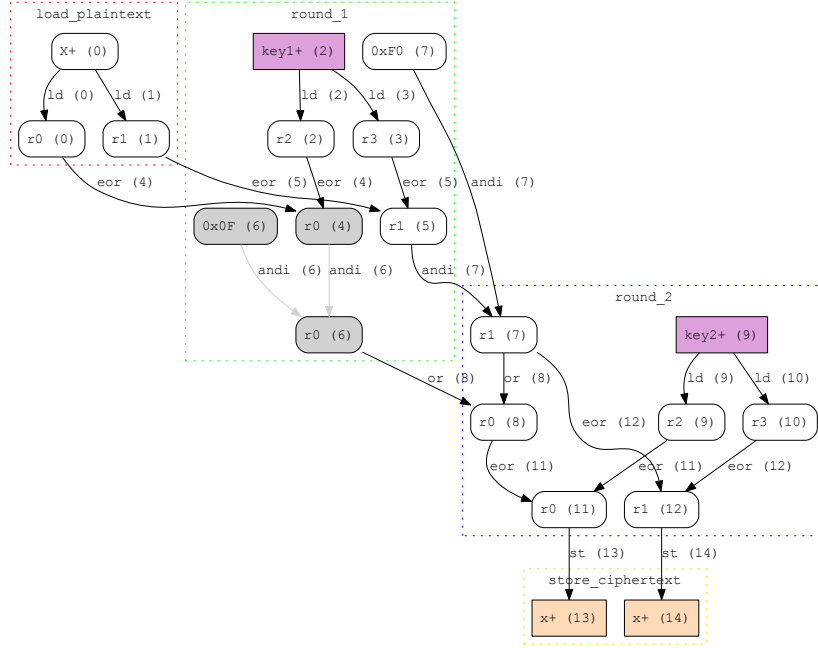 load_plaintext
round_1
X+ (0)
key1+ (2)
0xF0 (7)
ld (0)
ld (1)
ld (2)
ld (3)
r0 (0)
r1 (1)
r2 (2)
r3 (3)
eor (4)
eor (5)
eor (4)
eor (5)
andi (7)
0x0F (6)
r0 (4)
r1 (5)
andi (6)
andi (6)
andi (7)
round_2
r0 (6)
r1 (7)
key2+ (9)
or (8)
or (8)
ld (9)
ld (10)
r0 (8)
eor (12)
r2 (9)
r3 (10)
eor (11)
eor (11)
eor (12)
r0 (11)
r1 (12)
st (13)
st (14)
store_ciphertext
x+ (13)
x+ (14)